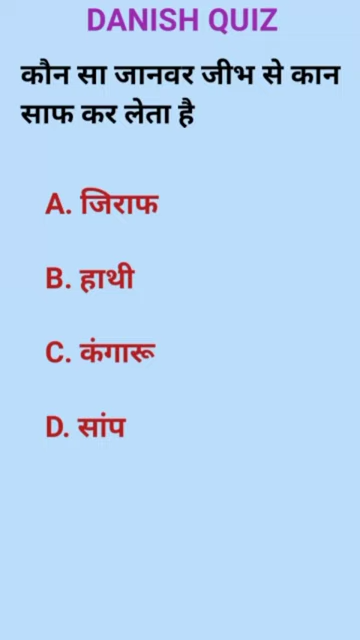 DANISH QUIZ
कौन सा जानवर जीभ से कान
साफ कर लेता है
A. जिराफ
B. हाथी
C. कंगारू
D. सांप